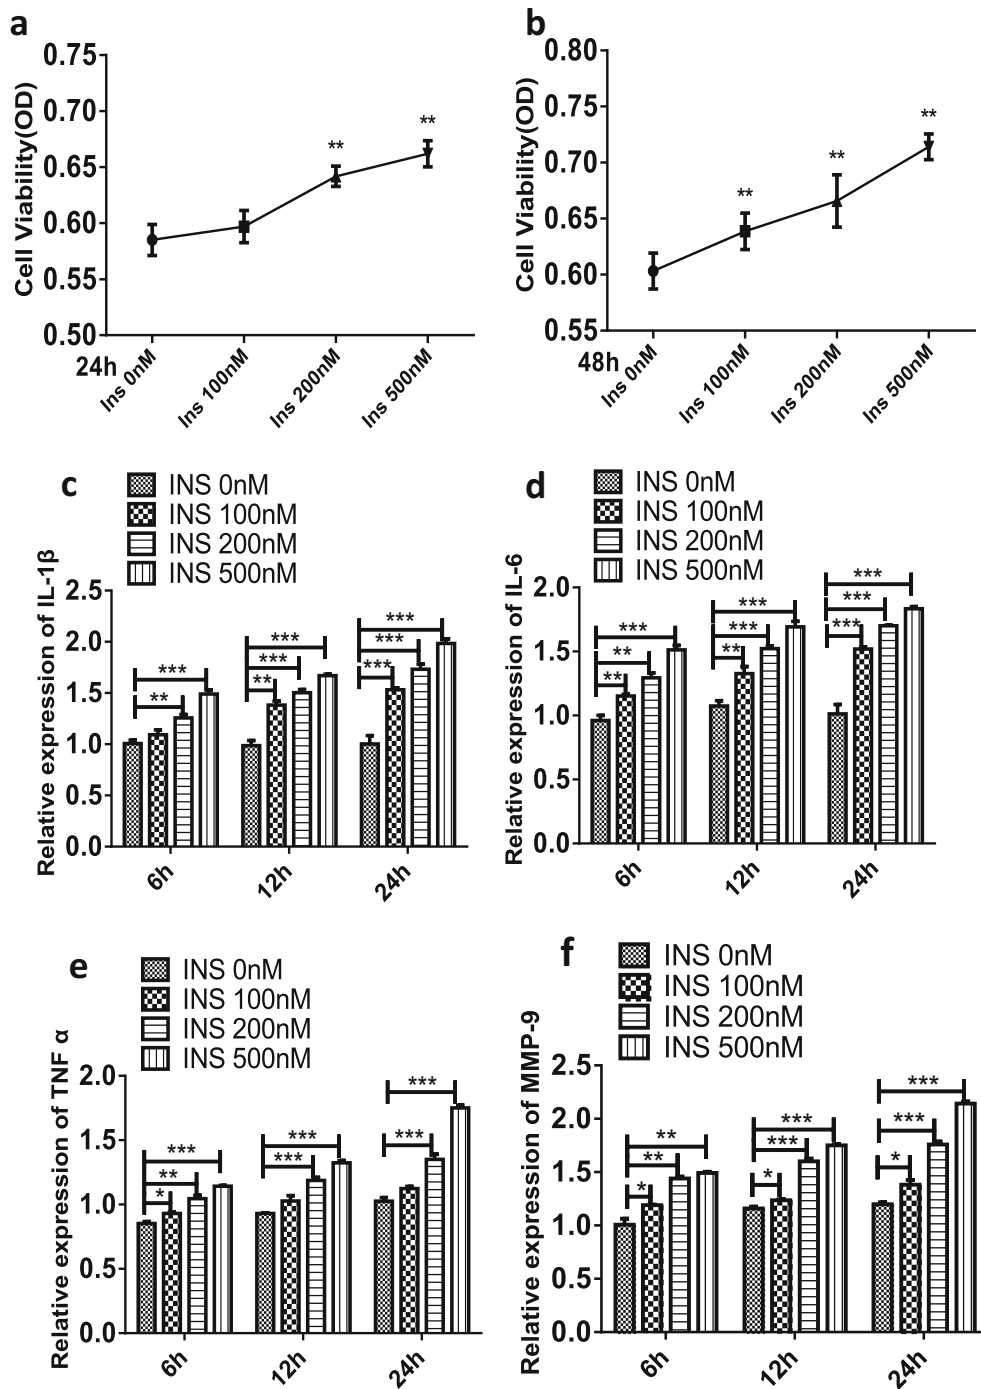 a
Cell Viability(OD)
0.75
0.70
0.65
0.60
0.55
0.50
**
**
24h
Ins 0nM
Ins 100nM
Ins 200nM
Ins 500nM
b
Cell Viability(OD)
0.80
0.75
0.70
0.65
0.60
0.55
**
**
**
48h
Ins 0nM
Ins 100nM
Ins 200nM
Ins 500nM
c
INS 0nM
INS 100nM
INS 200nM
INS 500nM
Relative expression of IL-1β
2.5
2.0
1.5
1.0
0.5
0.0
***
**
***
***
**
***
***
***
6h
12h
24h
d
INS 0nM
INS 100nM
INS 200nM
INS 500nM
Relative expression of IL-6
2.0
1.5
1.0
0.5
0.0
***
**
**
***
***
**
***
***
***
6h
12h
24h
e
INS 0nM
INS 100nM
INS 200nM
INS 500nM
Relative expression of TNF α
2.0
1.5
1.0
0.5
0.0
***
**
*
***
***
***
***
6h
12h
24h
f
INS 0nM
INS 100nM
INS 200nM
INS 500nM
Relative expression of MMP-9
2.5
2.0
1.5
1.0
0.5
0.0
**
**
*
***
***
*
***
***
*
6h
12h
24h